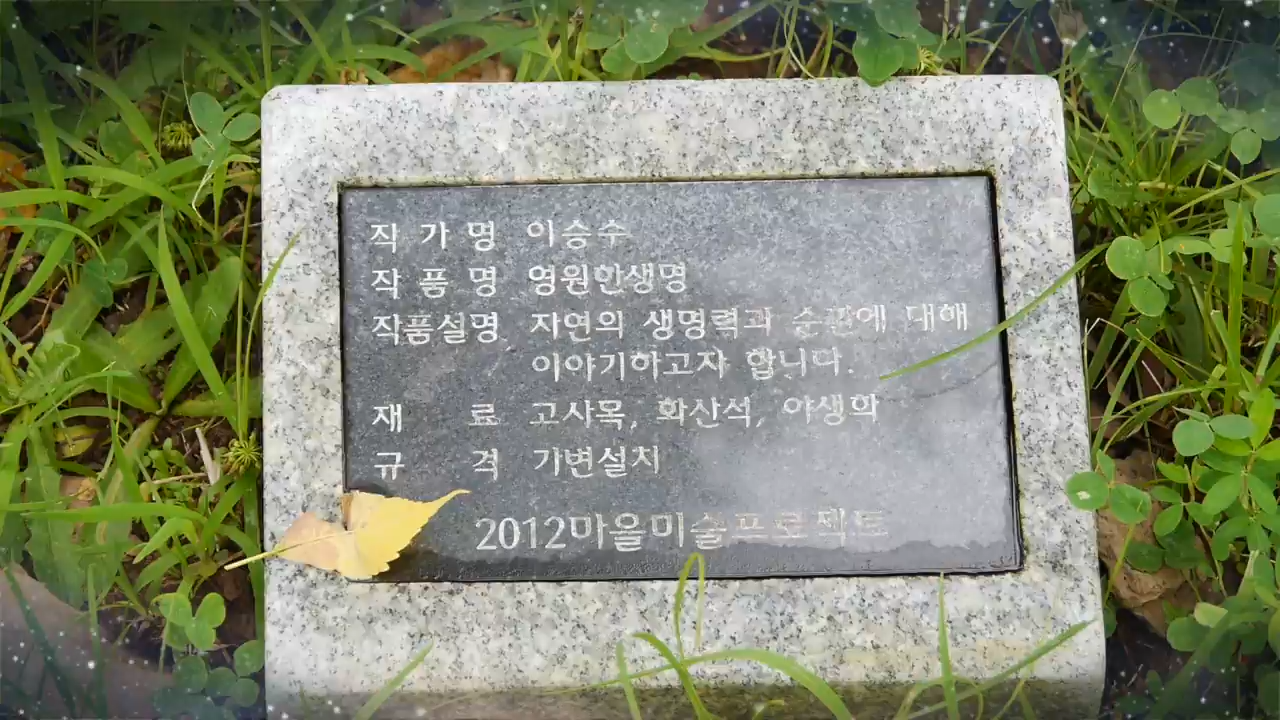 작 가 명 이승수
작 품 명 영원한생명
작품설명 자연의 생명력과 순환에 대해
이야기하고자 합니다.
재 료 고사목, 화산석, 야생화
규 격 가변설치
2012마을미술프로젝트